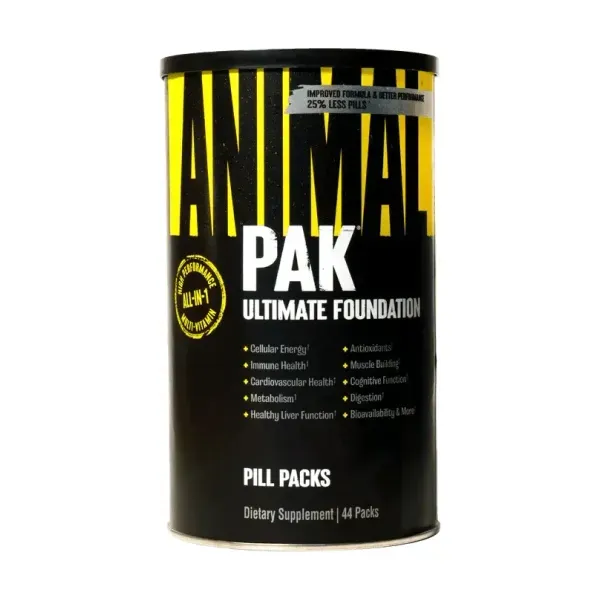 ANIMAL
IMPROVED FORMULA & BETTER PERFORMANCE
25% LESS PILLS
PAK®
ULTIMATE FOUNDATION
HIGH PERFORMANCE
ALL-IN-1
MULTI-VITAMIN
+ Cellular Energy†
+ Immune Health†
+ Cardiovascular Health†
+ Metabolism†
+ Healthy Liver Function†
+ Antioxidants†
+ Muscle Building†
+ Cognitive Function†
+ Digestion†
+ Bioavailability & More†
PILL PACKS
Dietary Supplement | 44 Packs